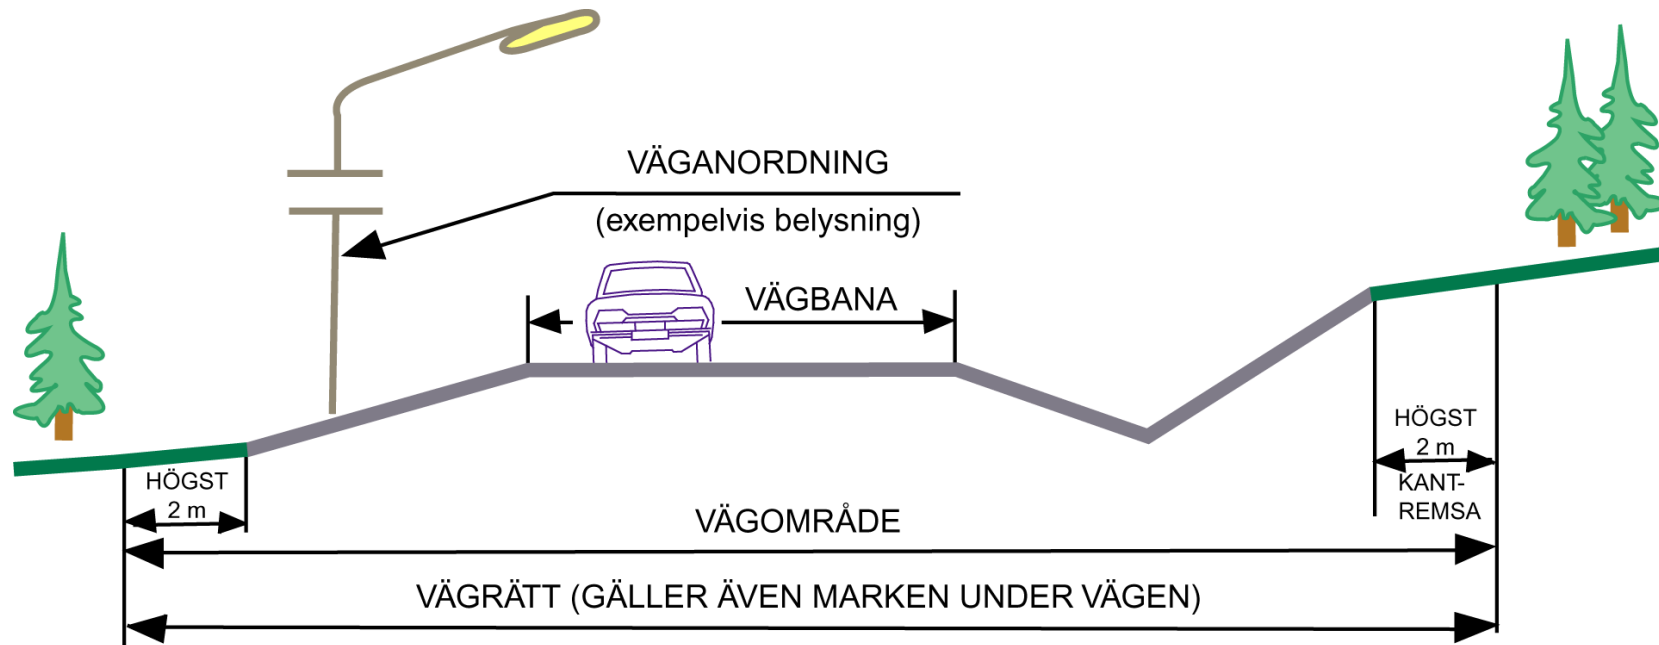 VÄGANORDNING
(exempelvis belysning)
VÄGBANA
HÖGST
2 m
KANT-
REMSA
HÖGST
2 m
VÄGOMRÅDE
VÄGRÄTT (GÄLLER ÄVEN MARKEN UNDER VÄGEN)